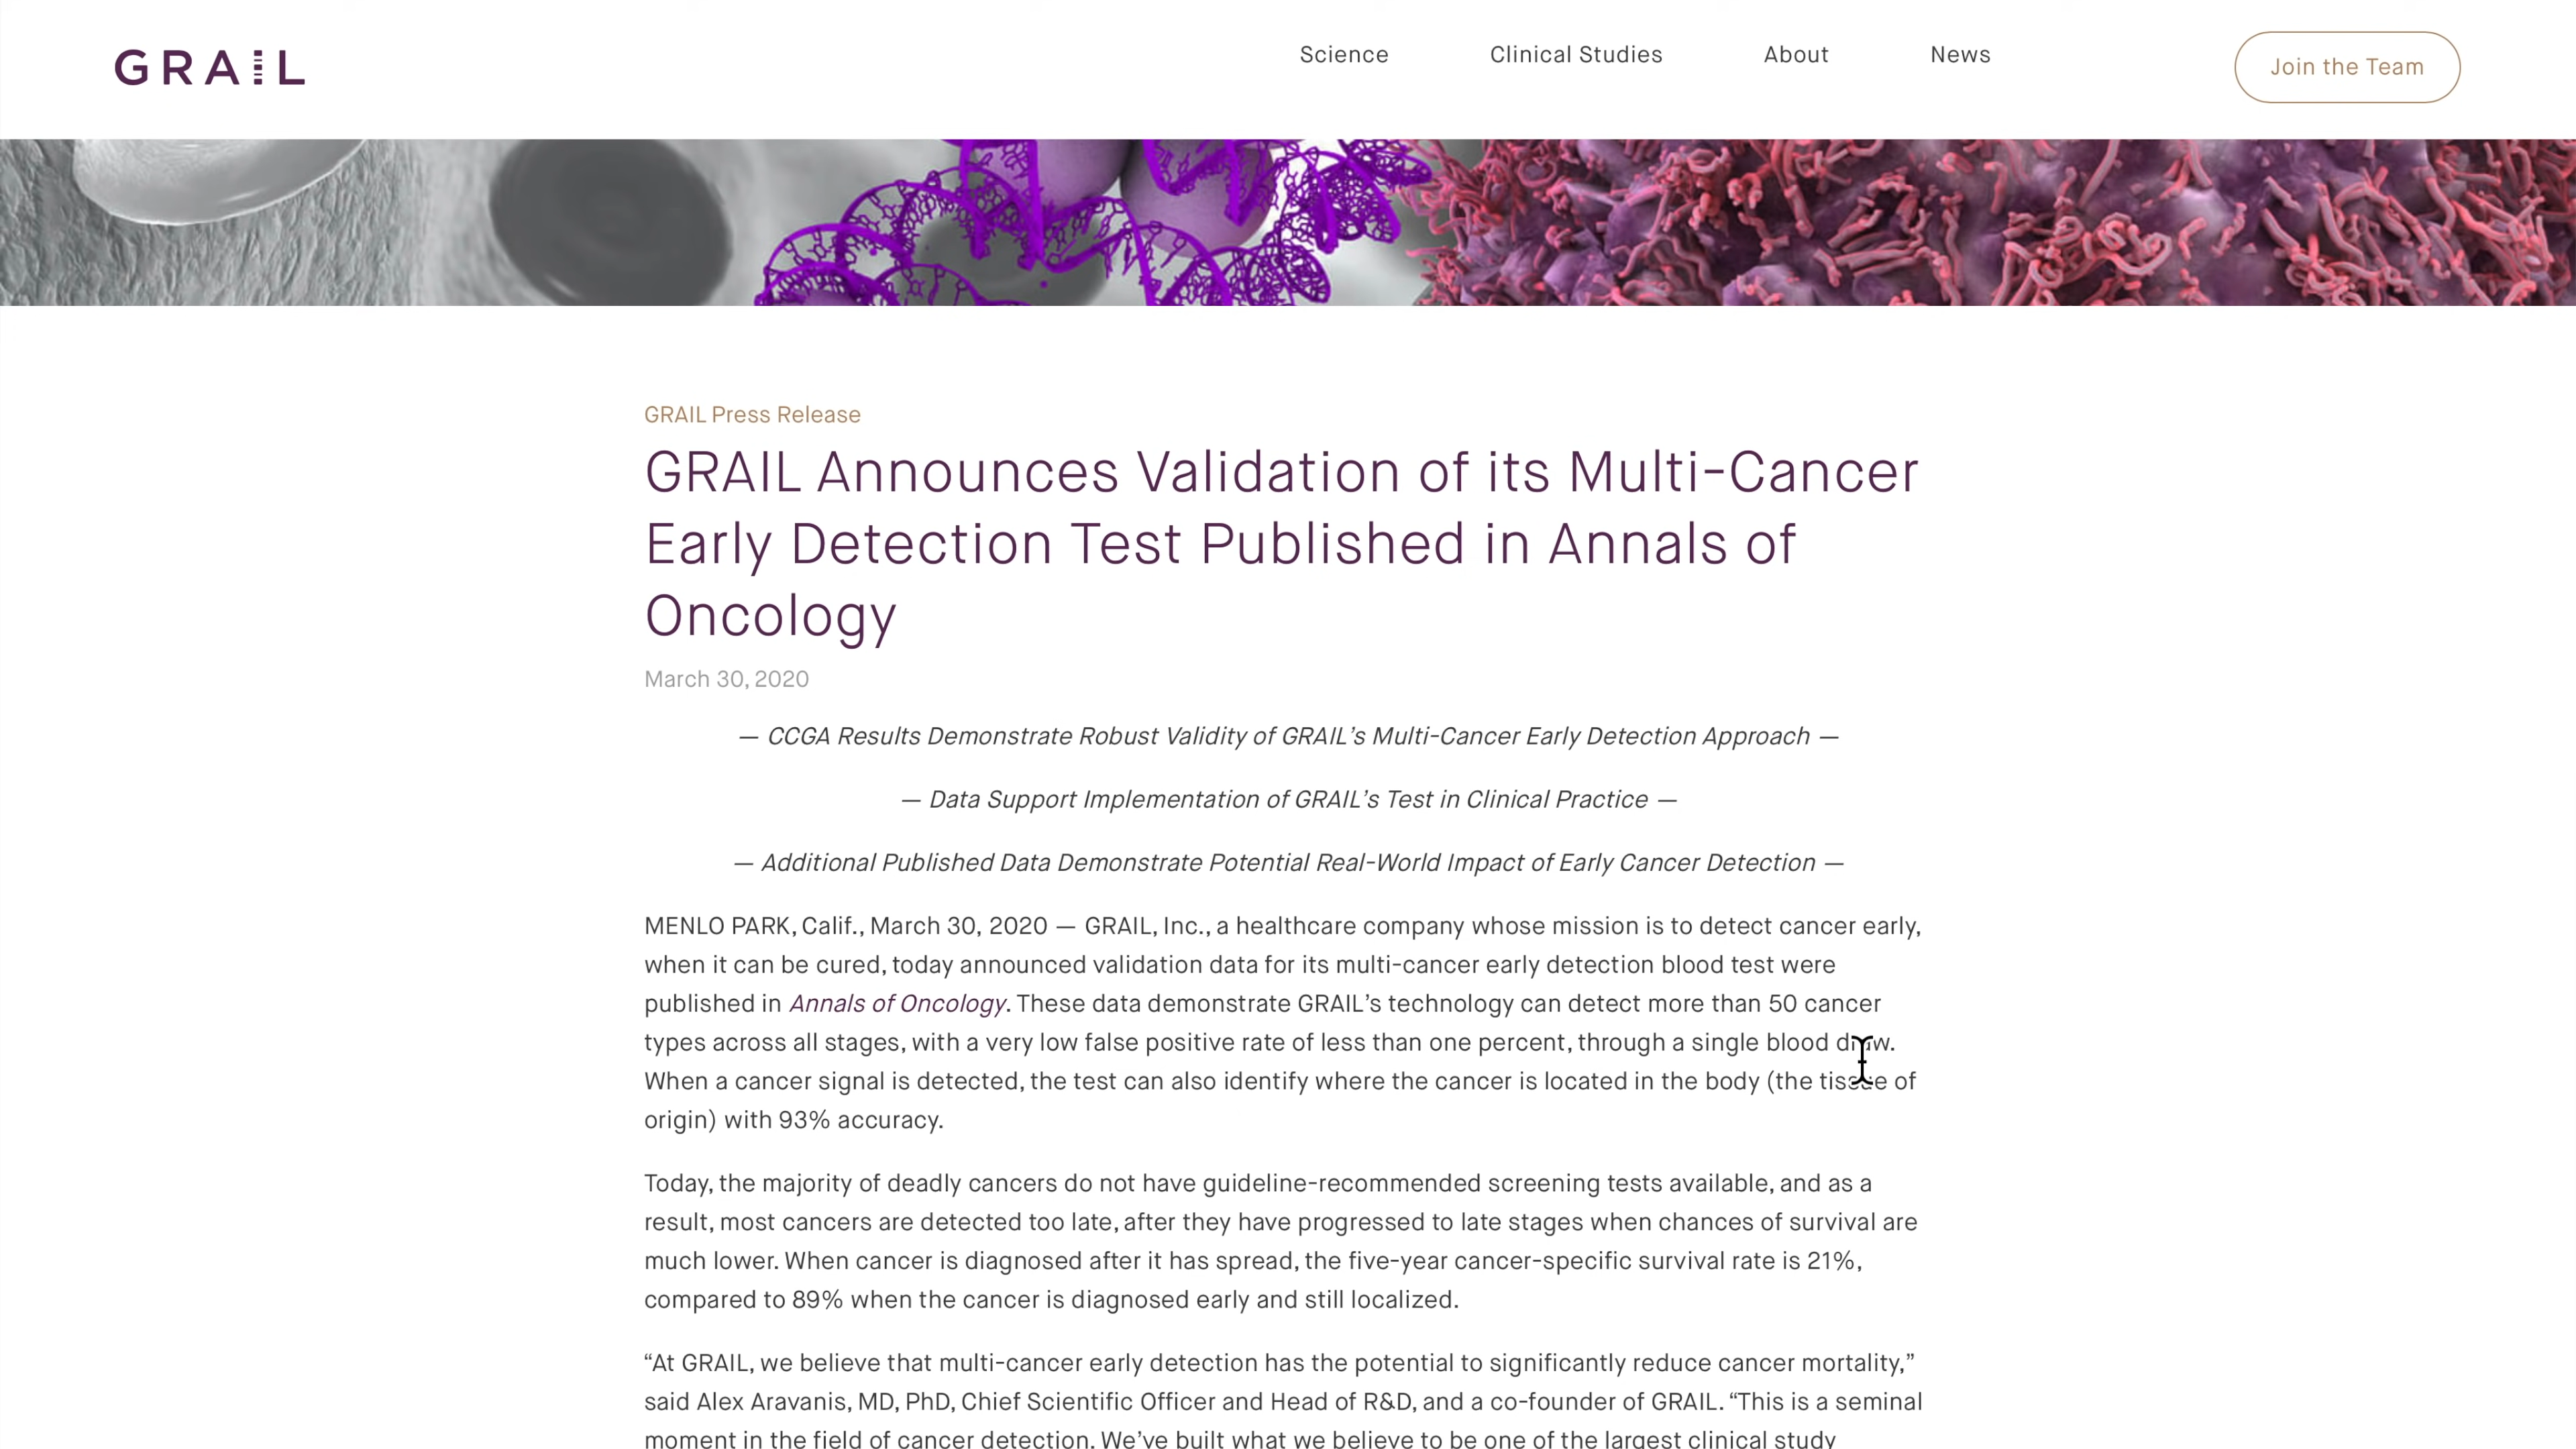 GRAIL
Science
Clinical Studies
About
News
Join the Team
GRAIL Press Release
GRAIL Announces Validation of its Multi-Cancer
Early Detection Test Published in Annals of
Oncology
March 30, 2020
— CCGA Results Demonstrate Robust Validity of GRAIL’s Multi-Cancer Early Detection Approach —
— Data Support Implementation of GRAIL’s Test in Clinical Practice —
— Additional Published Data Demonstrate Potential Real-World Impact of Early Cancer Detection —
MENLO PARK, Calif., March 30, 2020 — GRAIL, Inc., a healthcare company whose mission is to detect cancer early,
when it can be cured, today announced validation data for its multi-cancer early detection blood test were
published in Annals of Oncology. These data demonstrate GRAIL’s technology can detect more than 50 cancer
types across all stages, with a very low false positive rate of less than one percent, through a single blood draw.
When a cancer signal is detected, the test can also identify where the cancer is located in the body (the tissue of
origin) with 93% accuracy.
Today, the majority of deadly cancers do not have guideline-recommended screening tests available, and as a
result, most cancers are detected too late, after they have progressed to late stages when chances of survival are
much lower. When cancer is diagnosed after it has spread, the five-year cancer-specific survival rate is 21%,
compared to 89% when the cancer is diagnosed early and still localized.
“At GRAIL, we believe that multi-cancer early detection has the potential to significantly reduce cancer mortality,”
said Alex Aravanis, MD, PhD, Chief Scientific Officer and Head of R&D, and a co-founder of GRAIL. “This is a seminal
moment in the field of cancer detection. We’ve built what we believe to be one of the largest clinical study